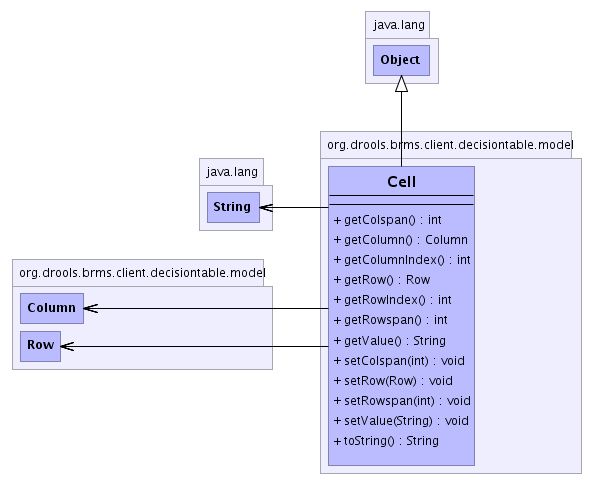 java.lang
Object
org.drools.brms.client.decisiontable.model
Cell
java.lang
String
+ getColspan() : int
+ getColumn() : Column
+ getColumnIndex() : int
+ getRow() : Row
+ getRowIndex() : int
+ getRowspan() : int
+ getValue() : String
+ setColspan(int) : void
+ setRow(Row) : void
+ setRowspan(int) : void
+ setValue(String) : void
+ toString() : String
org.drools.brms.client.decisiontable.model
Column
Row